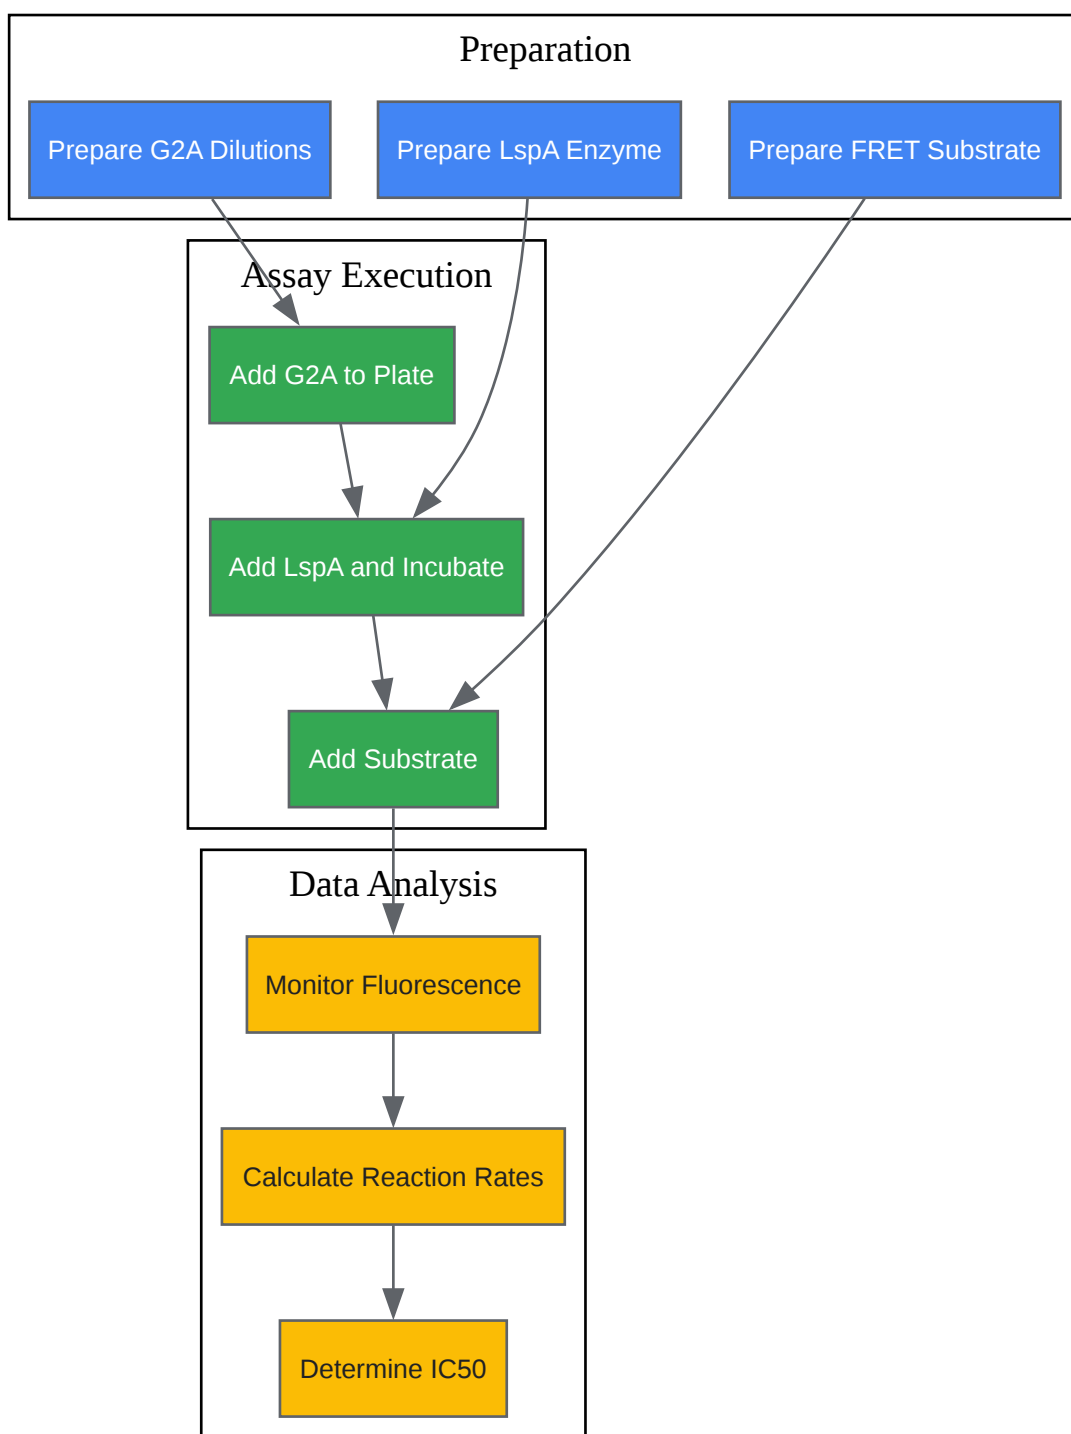 Preparation
Prepare G2A Dilutions
Prepare LspA Enzyme
Prepare FRET Substrate
Assay Execution
Add G2A to Plate
Add LspA and Incubate
Add Substrate
Data Analysis
Monitor Fluorescence
Calculate Reaction Rates
Determine IC50